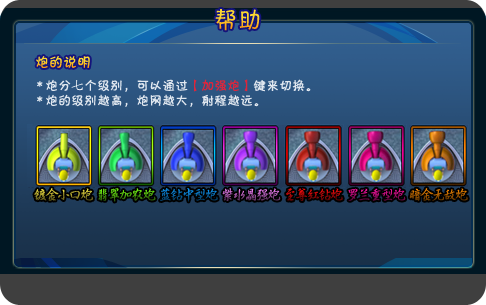 帮助
炮的说明
*炮分七个级别，可以通过【加强炮】键来切换。
*炮的级别越高，炮网越大，射程越远。
镀金小口炮 翡翠加农炮 蓝钻中型炮 紫水晶强炮 至尊红钻炮 罗兰重型炮 暗金无敌炮